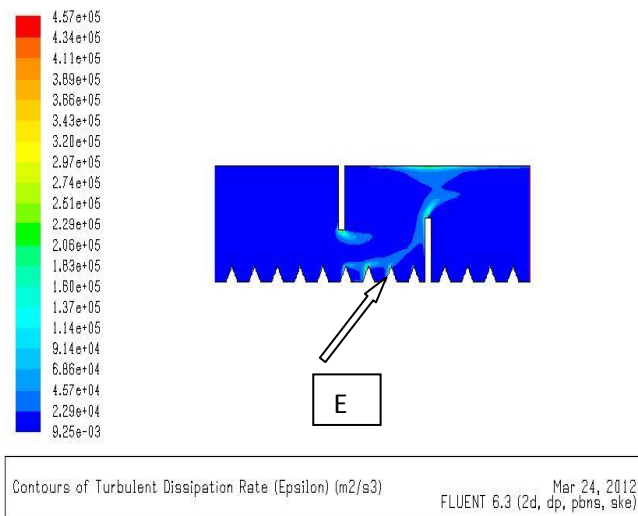 4.57e+05
4.34e+05
4.11e+05
3.89e+05
3.66e+05
3.43e+05
3.20e+05
2.97e+05
2.74e+05
2.51e+05
2.29e+05
2.06e+05
1.83e+05
1.60e+05
1.37e+05
1.14e+05
9.14e+04
6.86e+04
4.57e+04
2.29e+04
9.25e-03
E
Contours of Turbulent Dissipation Rate (Epsilon) (m2/s3)
Mar 24, 2012
FLUENT 6.3 (2d, dp, pbns, ske)